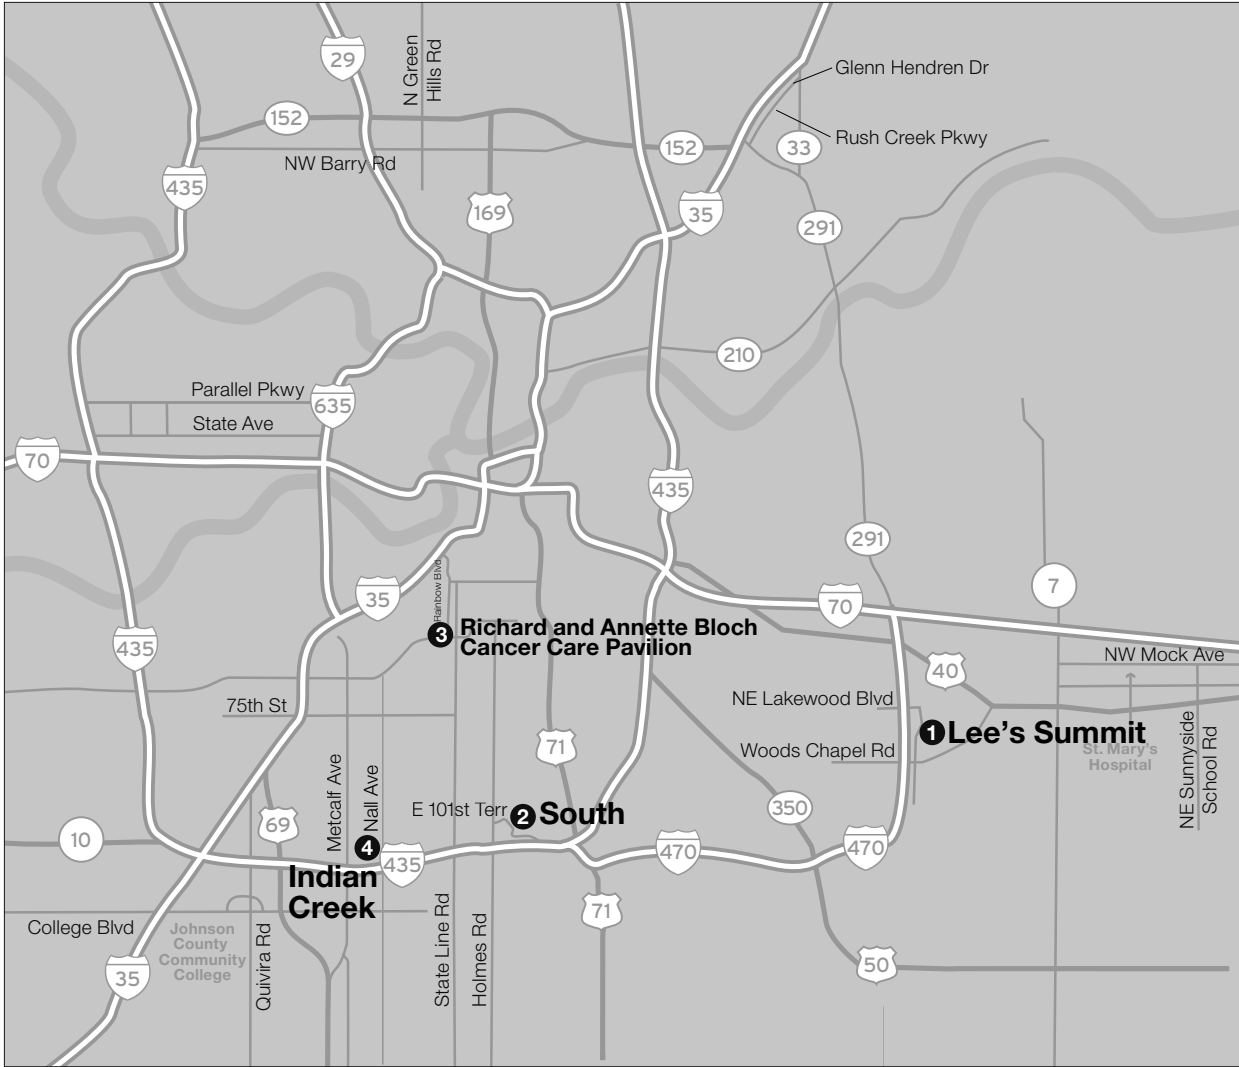 Glenn Hendren Dr
29
N Green
Hills Rd
152
152
33
Rush Creek Pkwy
NW Barry Rd
435
169
35
291
210
Parallel Pkwy
635
State Ave
70
435
291
7
35
Rainbow Blvd
70
435
3 Richard and Annette Bloch
Cancer Care Pavilion
NW Mock Ave
40
75th St
NE Lakewood Blvd
1 Lee's Summit
71
Woods Chapel Rd
St. Mary's
Hospital
NE Sunnyside
School Rd
Metcalf Ave
Nall Ave
E 101st Terr
2 South
350
69
10
4
435
470
470
Indian
Creek
71
College Blvd
Johnson
County
Community
College
Quivira Rd
State Line Rd
Holmes Rd
35
50